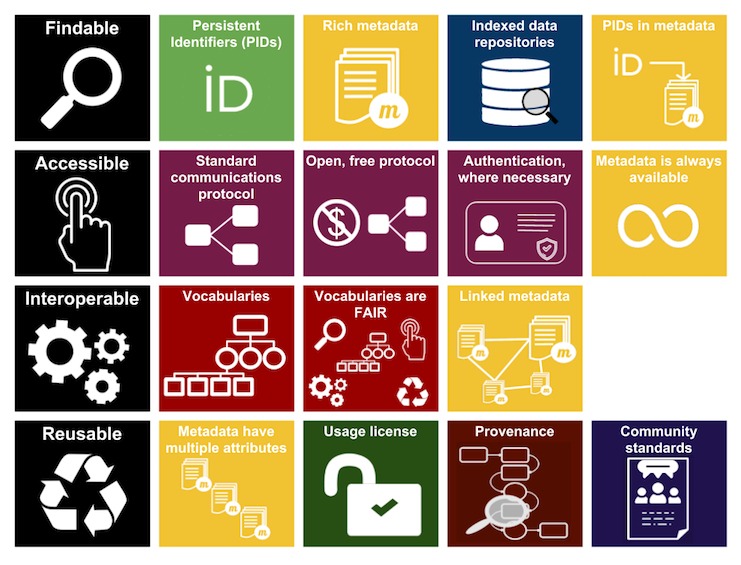 Findable
Persistent
Identifiers (PIDs)
iD
Rich metadata
m
Indexed data
repositories
PIDs in metadata
iD
m
Accessible
Standard
communications
protocol
Open, free protocol
$
Authentication,
where necessary
Metadata is always
available
Interoperable
Vocabularies
Vocabularies are
FAIR
Linked metadata
m
m
m
Reusable
Metadata have
multiple attributes
m
m
m
Usage license
Provenance
Community
standards